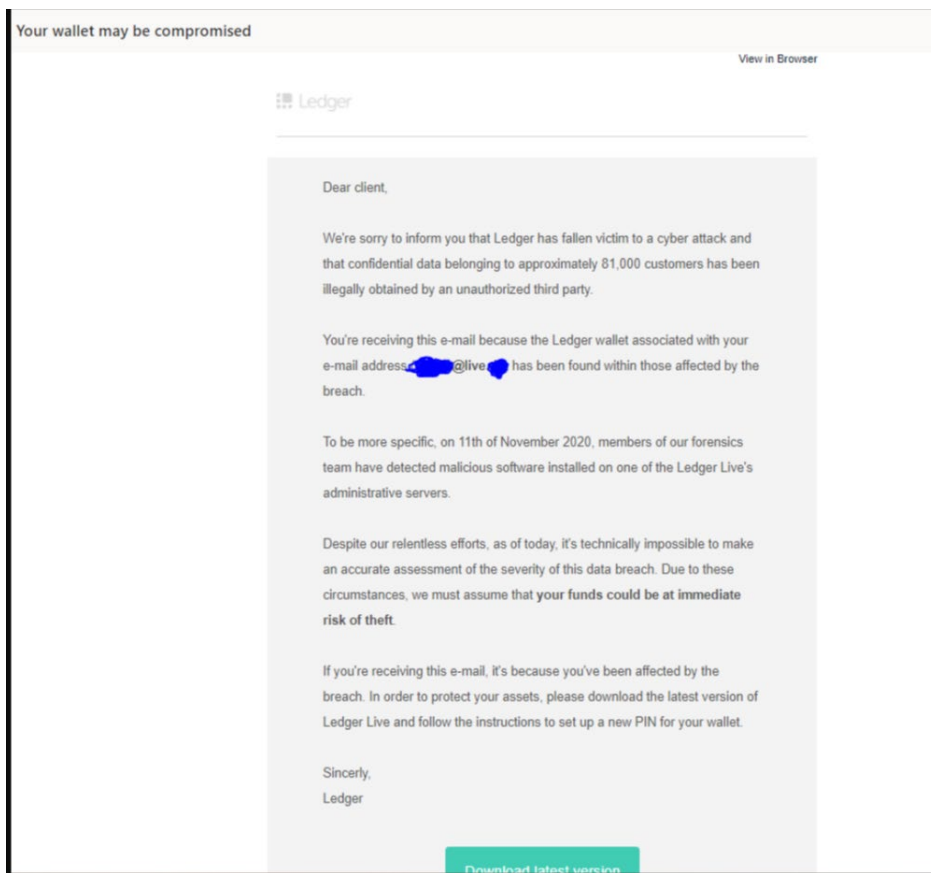 Your wallet may be compromised
View in Browser
Ledger
Dear client,
We're sorry to inform you that Ledger has fallen victim to a cyber attack and
that confidential data belonging to approximately 81,000 customers has been
illegally obtained by an unauthorized third party.
You're receiving this e-mail because the Ledger wallet associated with your
e-mail address @live. has been found within those affected by the
breach.
To be more specific, on 11th of November 2020, members of our forensics
team have detected malicious software installed on one of the Ledger Live's
administrative servers.
Despite our relentless efforts, as of today, it's technically impossible to make
an accurate assessment of the severity of this data breach. Due to these
circumstances, we must assume that your funds could be at immediate
risk of theft.
If you're receiving this e-mail, it's because you've been affected by the
breach. In order to protect your assets, please download the latest version of
Ledger Live and follow the instructions to set up a new PIN for your wallet.
Sincerly,
Ledger
Download latest version